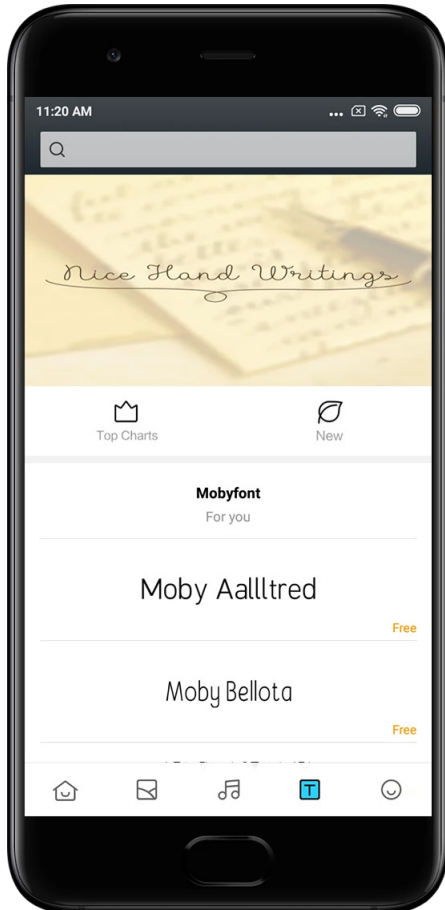 11:20 AM
Nice Hand Writings
Top Charts
New
Mobyfont
For you
Moby Aallltred
Free
Moby Bellota
Free
T